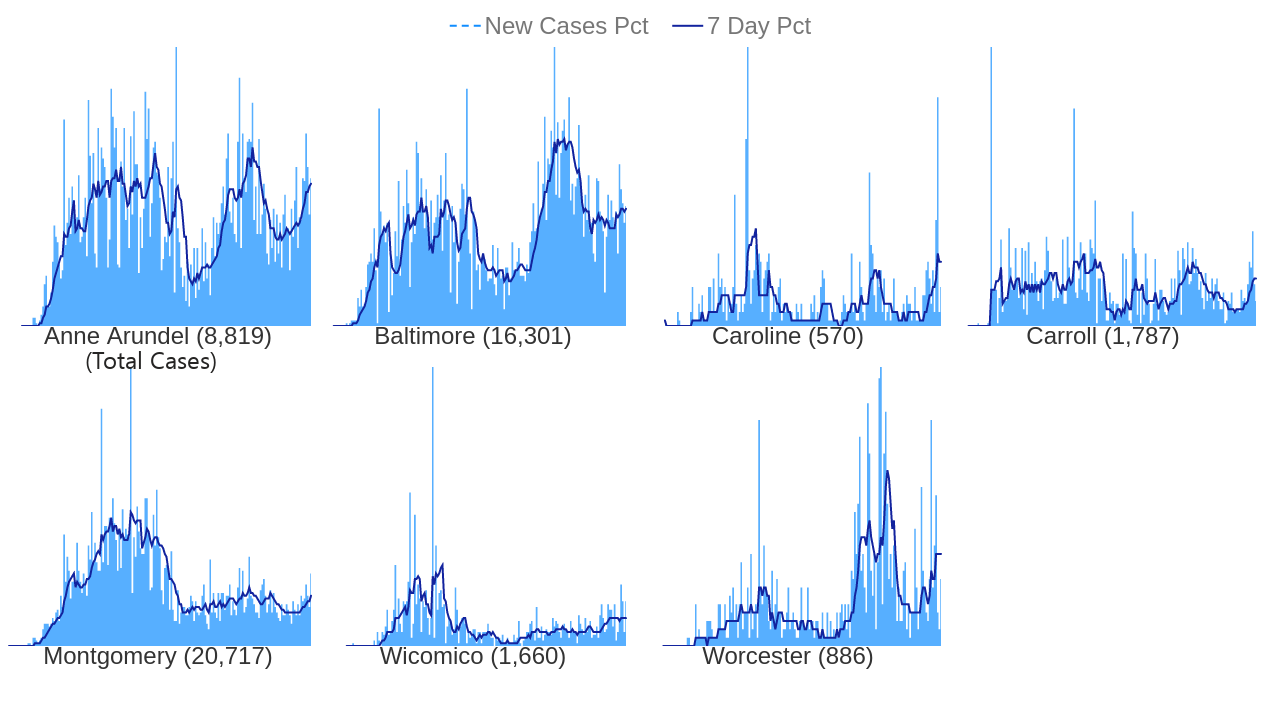 New Cases Pct 7 Day Pct
Anne Arundel (8,819) Baltimore (16,301) Caroline (570) Carroll (1,787)
(Total Cases)
Montgomery (20,717) Wicomico (1,660) Worcester (886)